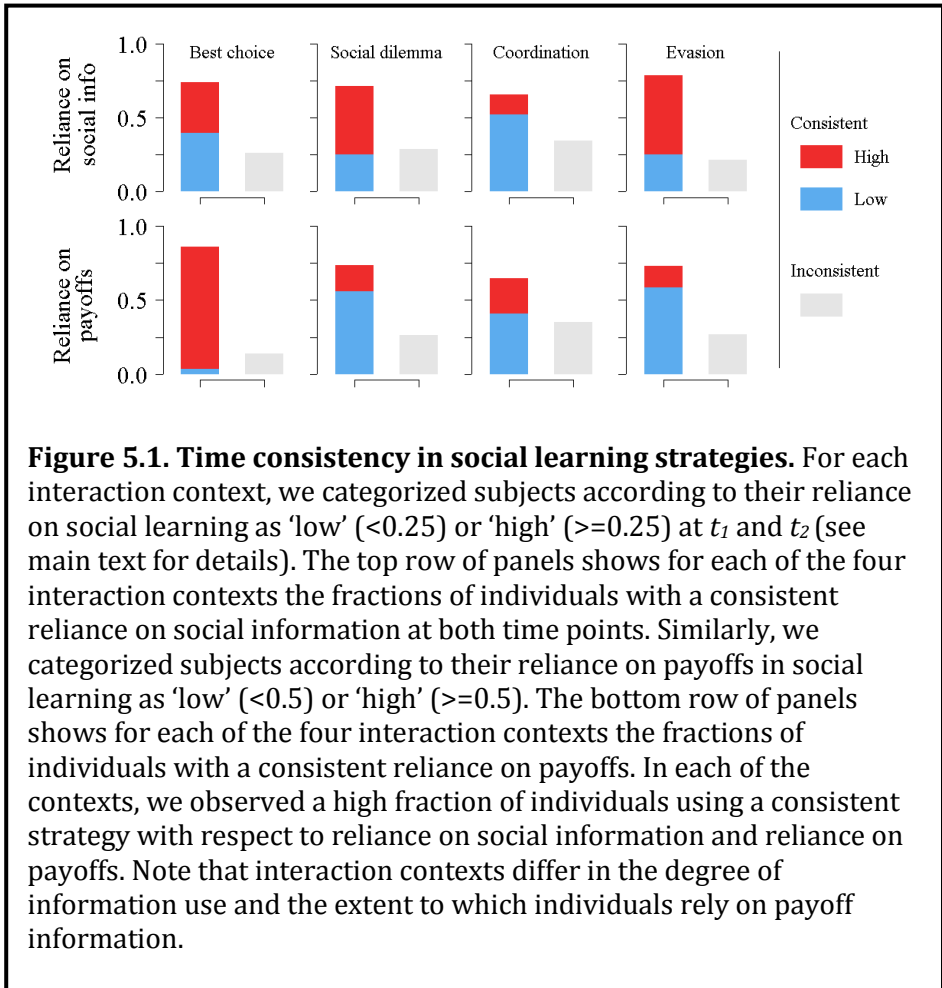 Reliance on
social info
1.0
0.5
0.0
Best choice
Social dilemma
Coordination
Evasion
Consistent
High
Low
Inconsistent
Reliance on
payoffs
1.0
0.5
0.0
Figure 5.1. Time consistency in social learning strategies. For each
interaction context, we categorized subjects according to their reliance
on social learning as ‘low’ (<0.25) or ‘high’ (>=0.25) at t1 and t2 (see
main text for details). The top row of panels shows for each of the four
interaction contexts the fractions of individuals with a consistent
reliance on social information at both time points. Similarly, we
categorized subjects according to their reliance on payoffs in social
learning as ‘low’ (<0.5) or ‘high’ (>=0.5). The bottom row of panels
shows for each of the four interaction contexts the fractions of
individuals with a consistent reliance on payoffs. In each of the
contexts, we observed a high fraction of individuals using a consistent
strategy with respect to reliance on social information and reliance on
payoffs. Note that interaction contexts differ in the degree of
information use and the extent to which individuals rely on payoff
information.